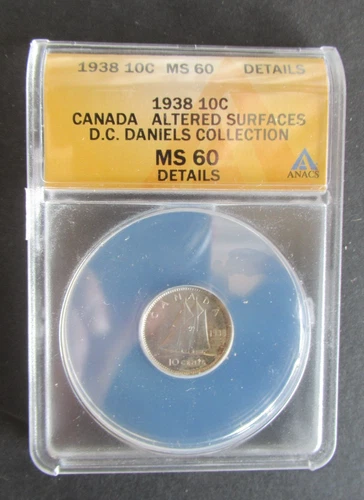 1938 10C MS 60 DETAILS
1938 10C
CANADA ALTERED SURFACES
D.C. DANIELS COLLECTION
MS 60
DETAILS
ANACS
CANADA
1938
10 CENTS